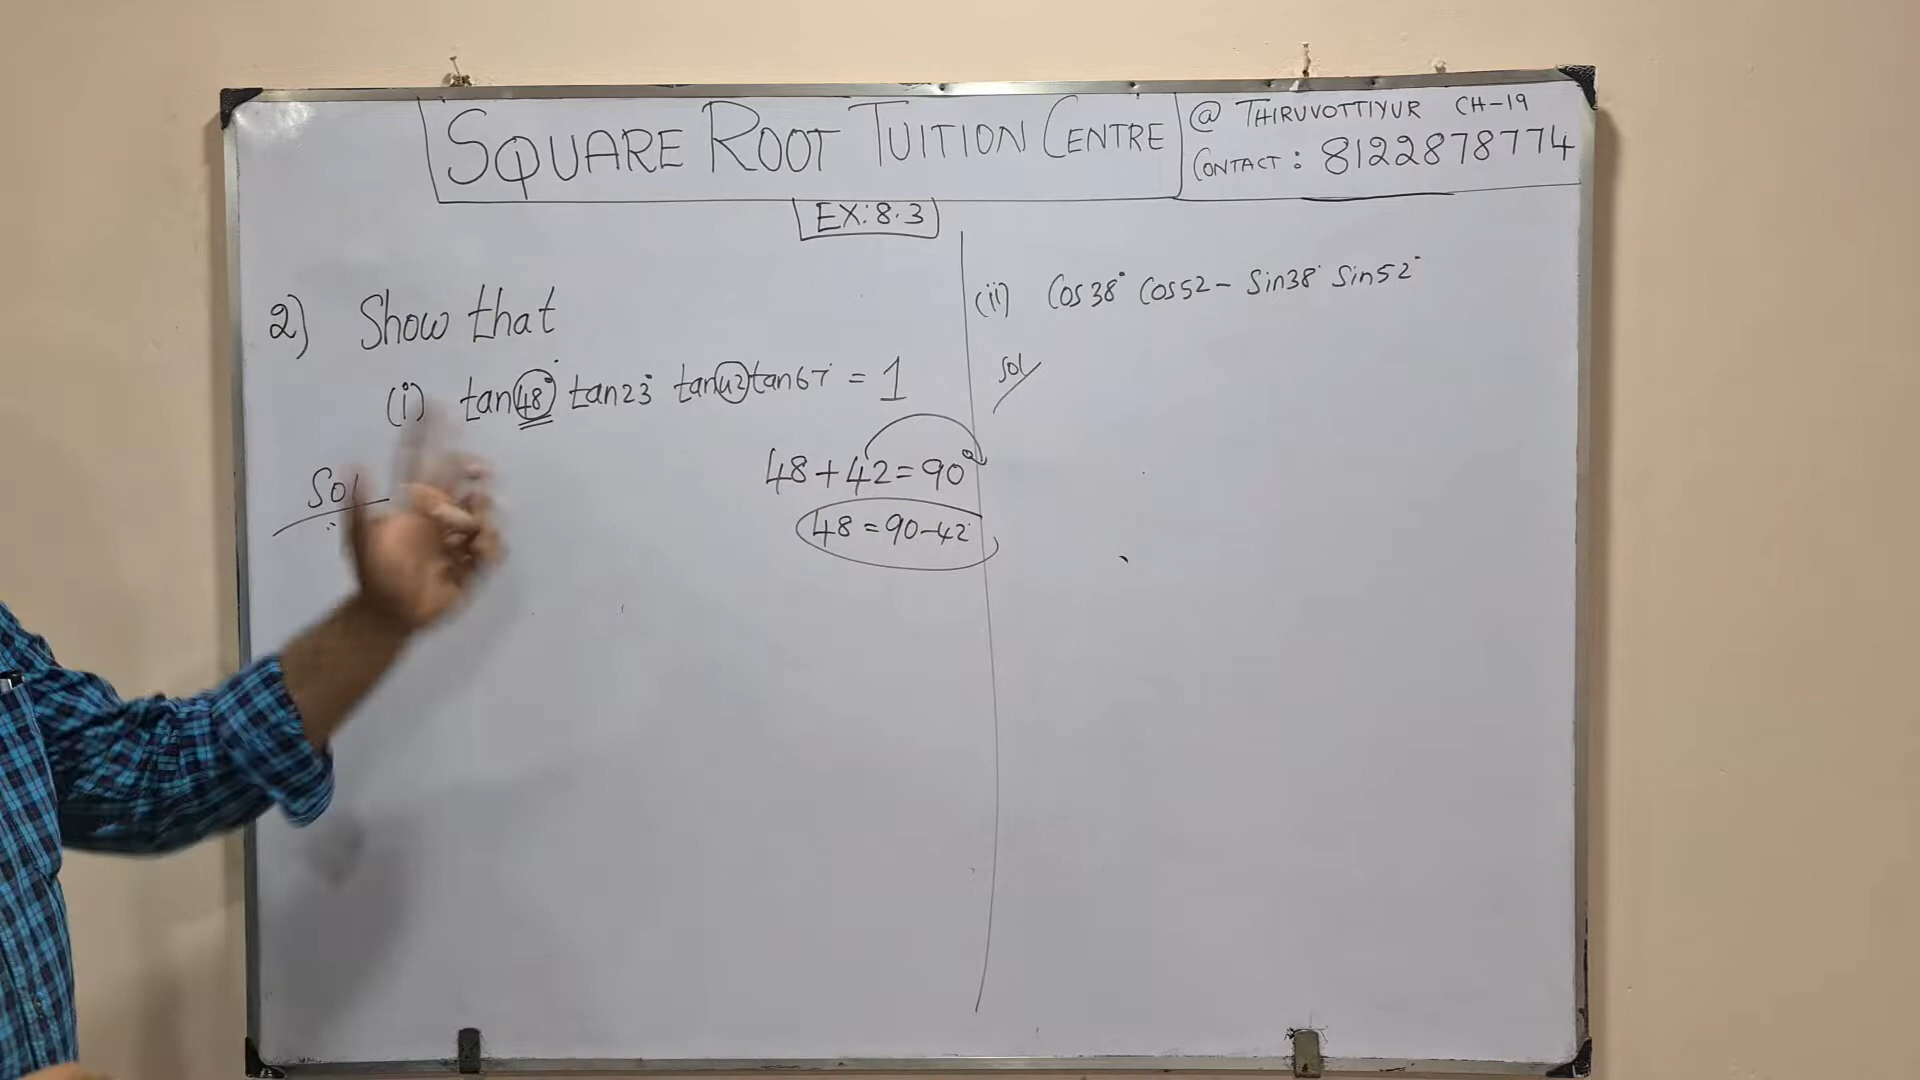 SQUARE ROOT TUITION CENTRE
@ THIRUVOTTIYUR CH-19
CONTACT : 8122878774
EX: 8.3
2) Show that
(i) tan48° tan23° tan42 tan67° = 1
Sol
48+42=90°
48=90-42
(ii) Cos38° Cos52 - Sin38° Sin52°
Sol